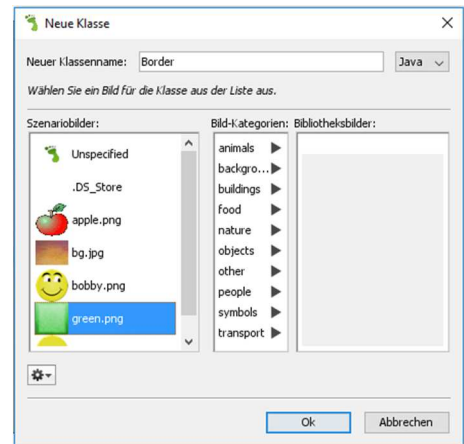 Neue Klasse
Neuer Klassenname: Border Java
Wählen Sie ein Bild für die Klasse aus der Liste aus.
Szenariobilder: Bild-Kategorien: Bibliotheksbilder:
Unspecified
.DS_Store
apple.png
bg.jpg
bobby.png
green.png
animals
backgro...
buildings
food
nature
objects
other
people
symbols
transport
Ok Abbrechen